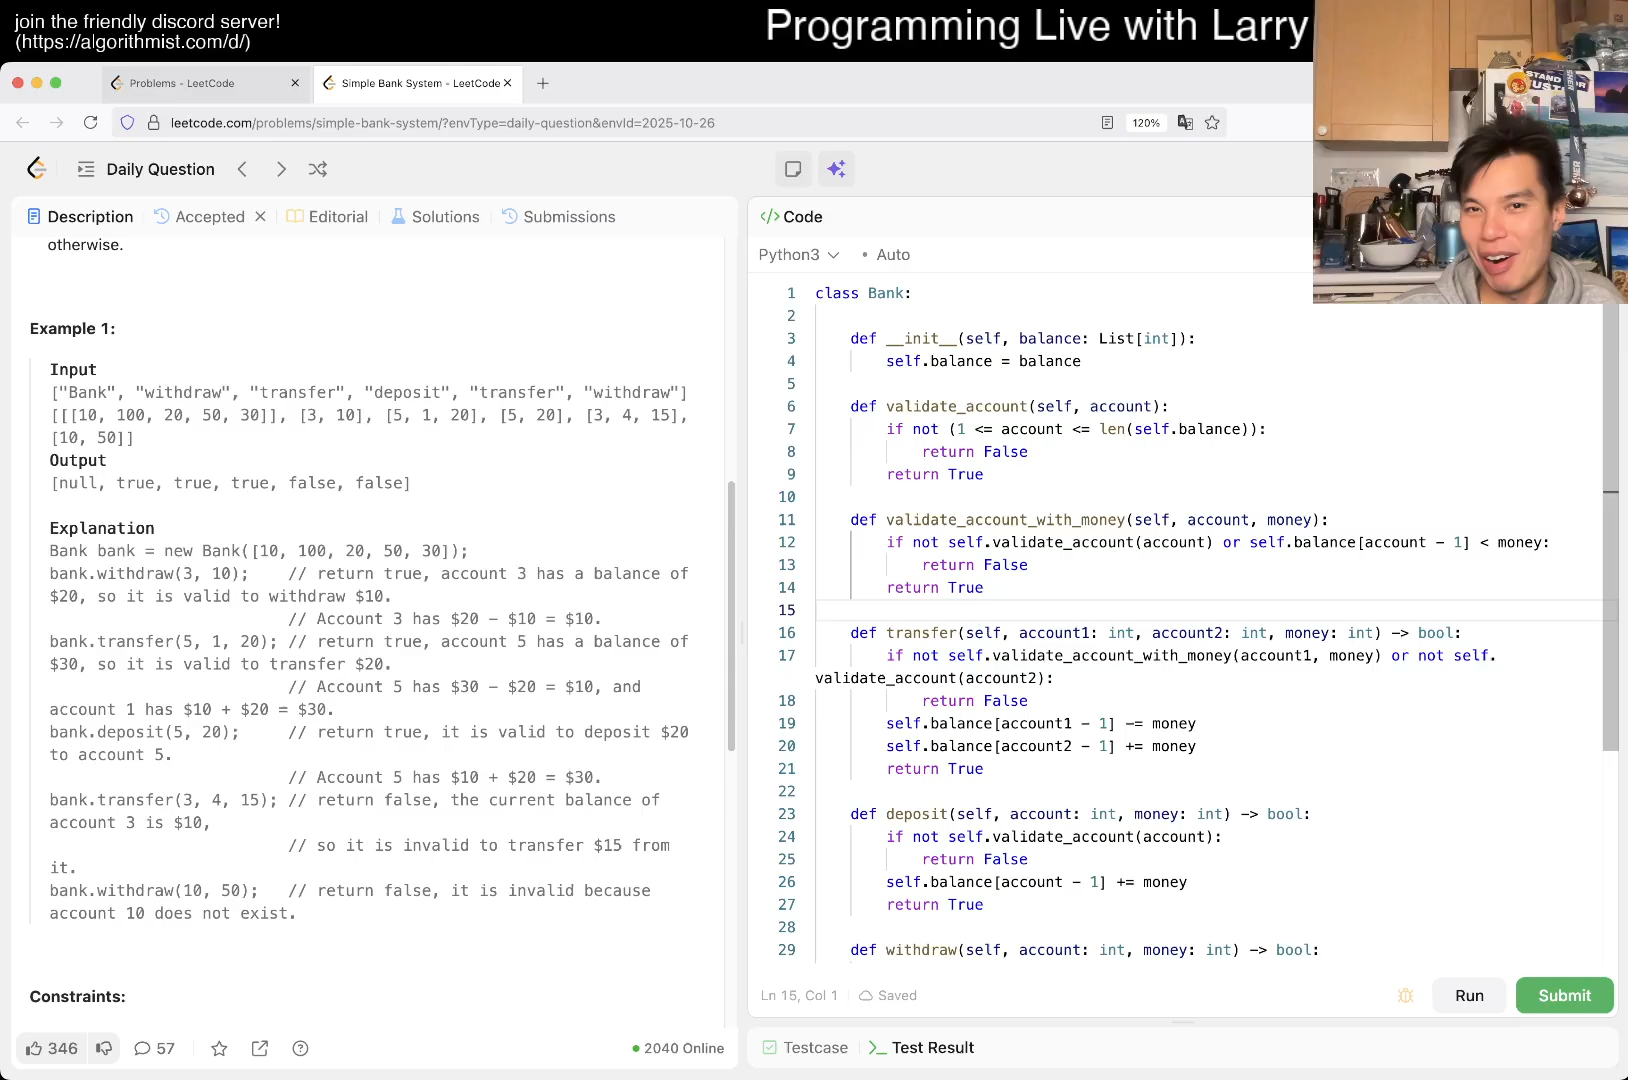 join the friendly discord server!
(https://algorithmist.com/d/)
Programming Live with Larry
STAND FOR
Problems - LeetCode
Simple Bank System - LeetCode
leetcode.com/problems/simple-bank-system/?envType=daily-question&envId=2025-10-26
120%
Daily Question
Description
Accepted
Editorial
Solutions
Submissions
otherwise.
Example 1:
Input
["Bank", "withdraw", "transfer", "deposit", "transfer", "withdraw"]
[[[10, 100, 20, 50, 30]], [3, 10], [5, 1, 20], [5, 20], [3, 4, 15],
[10, 50]]
Output
[null, true, true, true, false, false]
Explanation
Bank bank = new Bank([10, 100, 20, 50, 30]);
bank.withdraw(3, 10);    // return true, account 3 has a balance of
$20, so it is valid to withdraw $10.
// Account 3 has $20 - $10 = $10.
bank.transfer(5, 1, 20); // return true, account 5 has a balance of
$30, so it is valid to transfer $20.
// Account 5 has $30 - $20 = $10, and
account 1 has $10 + $20 = $30.
bank.deposit(5, 20);     // return true, it is valid to deposit $20
to account 5.
// Account 5 has $10 + $20 = $30.
bank.transfer(3, 4, 15); // return false, the current balance of
account 3 is $10,
// so it is invalid to transfer $15 from
it.
bank.withdraw(10, 50);   // return false, it is invalid because
account 10 does not exist.
Constraints:
346
57
2040 Online
</> Code
Python3
• Auto
1 class Bank:
2
3 def __init__(self, balance: List[int]):
4 self.balance = balance
5
6 def validate_account(self, account):
7 if not (1 <= account <= len(self.balance)):
8 return False
9 return True
10
11 def validate_account_with_money(self, account, money):
12 if not self.validate_account(account) or self.balance[account - 1] < money:
13 return False
14 return True
15
16 def transfer(self, account1: int, account2: int, money: int) -> bool:
17 if not self.validate_account_with_money(account1, money) or not self.
validate_account(account2):
18 return False
19 self.balance[account1 - 1] -= money
20 self.balance[account2 - 1] += money
21 return True
22
23 def deposit(self, account: int, money: int) -> bool:
24 if not self.validate_account(account):
25 return False
26 self.balance[account - 1] += money
27 return True
28
29 def withdraw(self, account: int, money: int) -> bool:
Ln 15, Col 1
Saved
Run
Submit
Testcase
Test Result